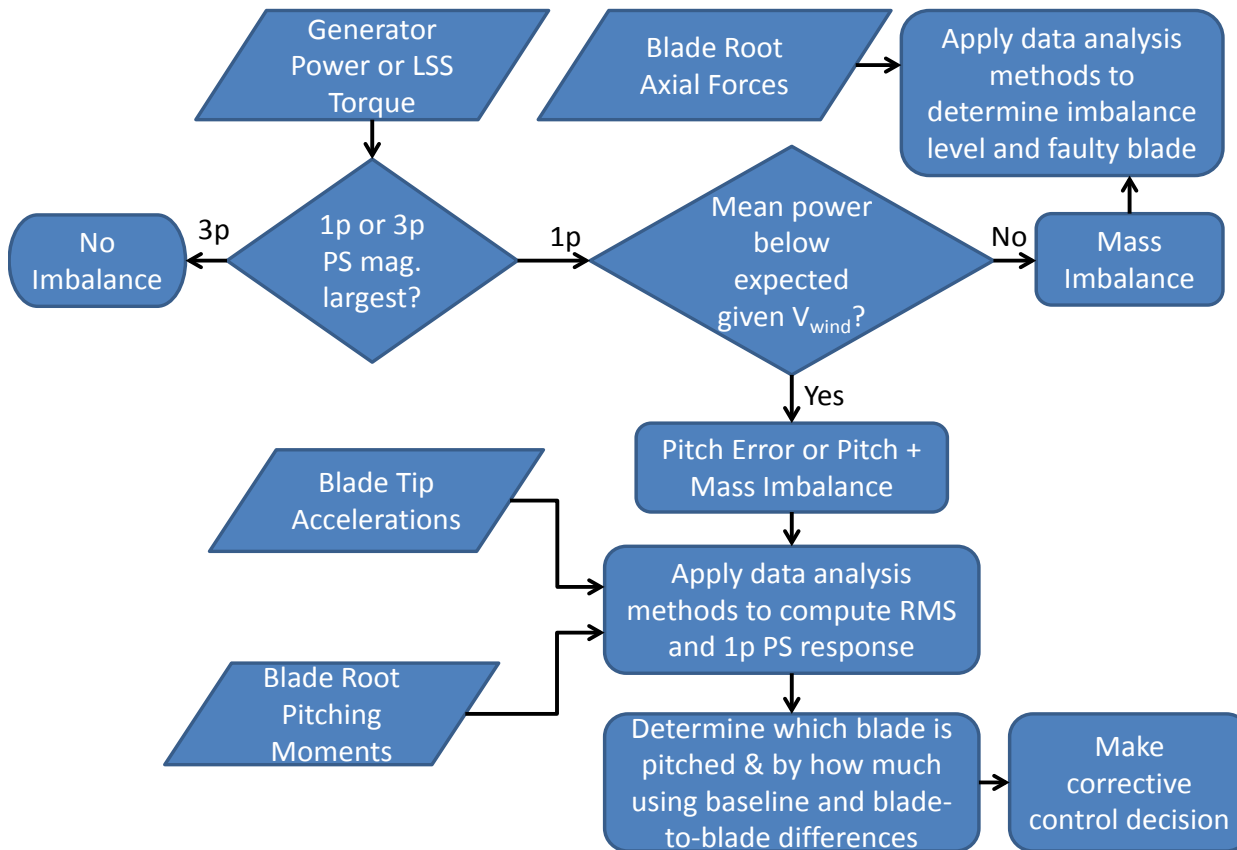 Generator
Power or LSS
Torque
Blade Root
Axial Forces
Apply data analysis
methods to
determine imbalance
level and faulty blade
No
Imbalance
3p
1p or 3p
PS mag.
largest?
1p
Mean power
below
expected
given Vwind?
No
Mass
Imbalance
Yes
Pitch Error or Pitch +
Mass Imbalance
Blade Tip
Accelerations
Apply data analysis
methods to compute RMS
and 1p PS response
Blade Root
Pitching
Moments
Determine which blade is
pitched & by how much
using baseline and blade-
to-blade differences
Make
corrective
control decision